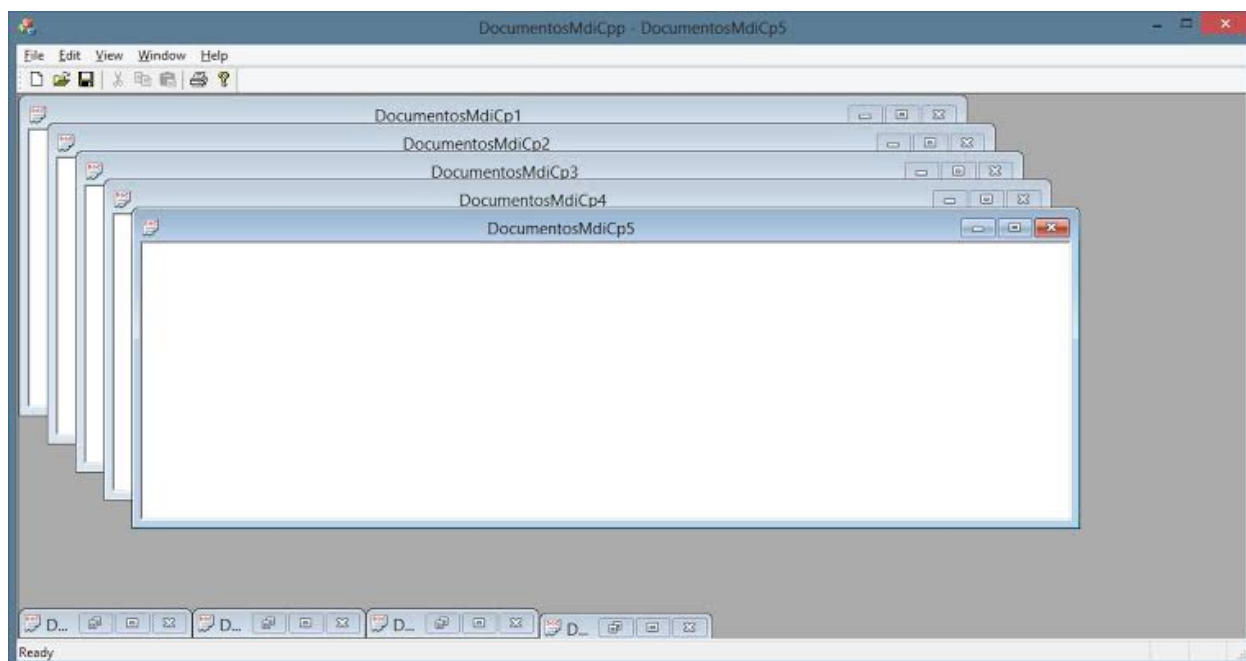 DocumentosMdiCpp - DocumentosMdiCp5
File Edit View Window Help
DocumentosMdiCp1
DocumentosMdiCp2
DocumentosMdiCp3
DocumentosMdiCp4
DocumentosMdiCp5
D... D... D... D...
Ready